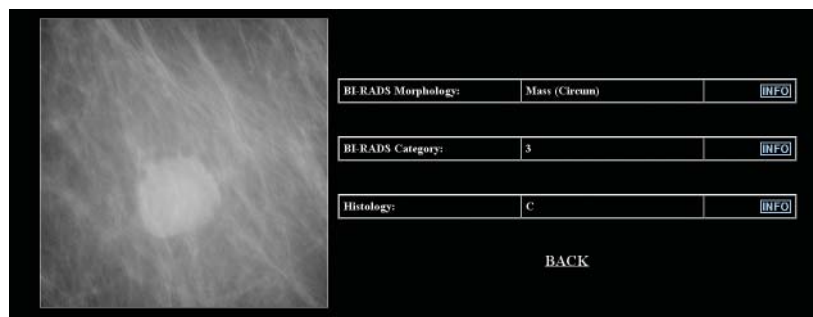 BI-RADS Morphology: Mass (Circum) INFO
BI-RADS Category: 3 INFO
Histology: C INFO
BACK